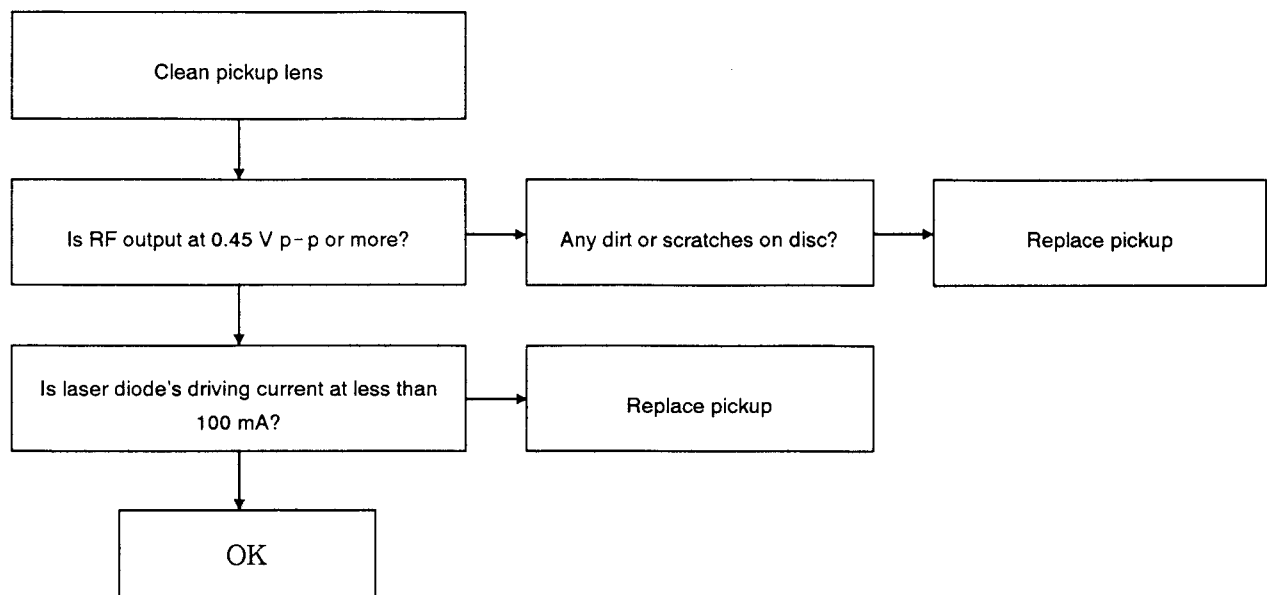 Clean pickup lens
Is RF output at 0.45 V p-p or more?
Any dirt or scratches on disc?
Replace pickup
Is laser diode's driving current at less than
100 mA?
Replace pickup
OK